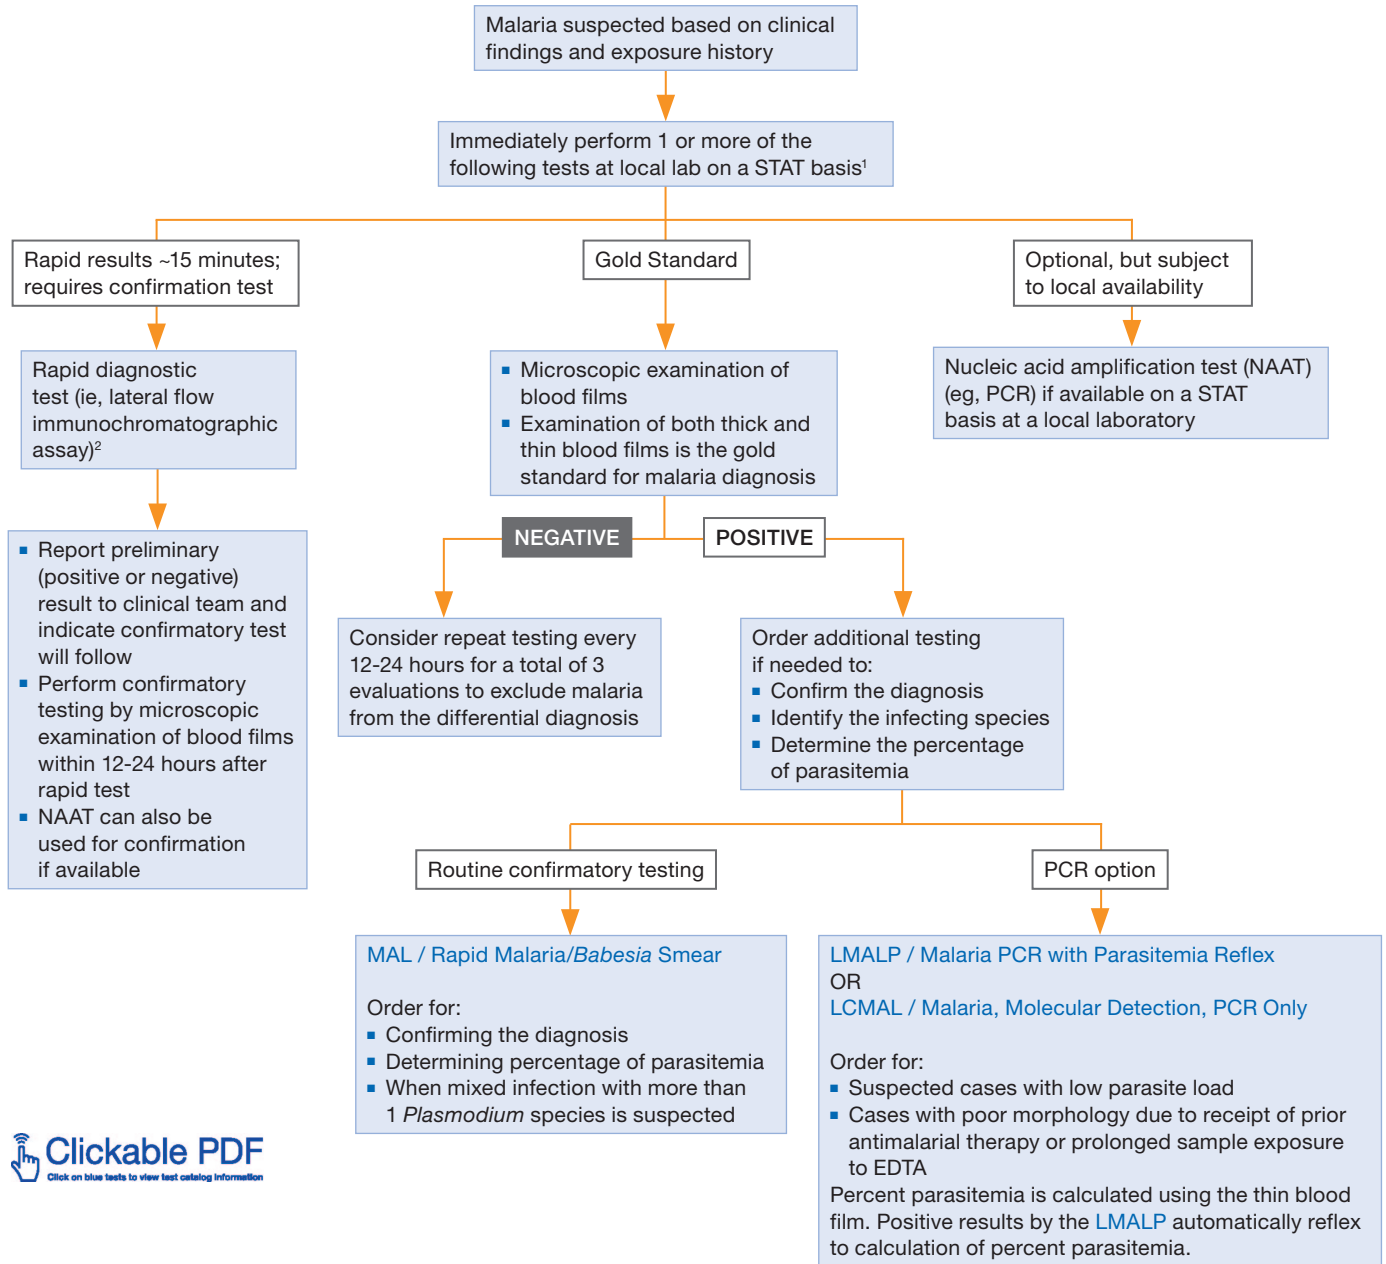 Malaria suspected based on clinical
findings and exposure history
Immediately perform 1 or more of the
following tests at local lab on a STAT basis¹
Rapid results ~15 minutes;
requires confirmation test
Gold Standard
Optional, but subject
to local availability
Rapid diagnostic
test (ie, lateral flow
immunochromatographic
assay)²
▪ Microscopic examination of
blood films
▪ Examination of both thick and
thin blood films is the gold
standard for malaria diagnosis
Nucleic acid amplification test (NAAT)
(eg, PCR) if available on a STAT
basis at a local laboratory
▪ Report preliminary
(positive or negative)
result to clinical team and
indicate confirmatory test
will follow
▪ Perform confirmatory
testing by microscopic
examination of blood films
within 12-24 hours after
rapid test
▪ NAAT can also be
used for confirmation
if available
NEGATIVE
POSITIVE
Consider repeat testing every
12-24 hours for a total of 3
evaluations to exclude malaria
from the differential diagnosis
Order additional testing
if needed to:
▪ Confirm the diagnosis
▪ Identify the infecting species
▪ Determine the percentage
of parasitemia
Routine confirmatory testing
PCR option
MAL / Rapid Malaria/Babesia Smear
Order for:
▪ Confirming the diagnosis
▪ Determining percentage of parasitemia
▪ When mixed infection with more than
1 Plasmodium species is suspected
LMALP / Malaria PCR with Parasitemia Reflex
OR
LCMAL / Malaria, Molecular Detection, PCR Only
Order for:
▪ Suspected cases with low parasite load
▪ Cases with poor morphology due to receipt of prior
antimalarial therapy or prolonged sample exposure
to EDTA
Percent parasitemia is calculated using the thin blood
film. Positive results by the LMALP automatically reflex
to calculation of percent parasitemia.
Clickable PDF
Click on blue tests to view test catalog information